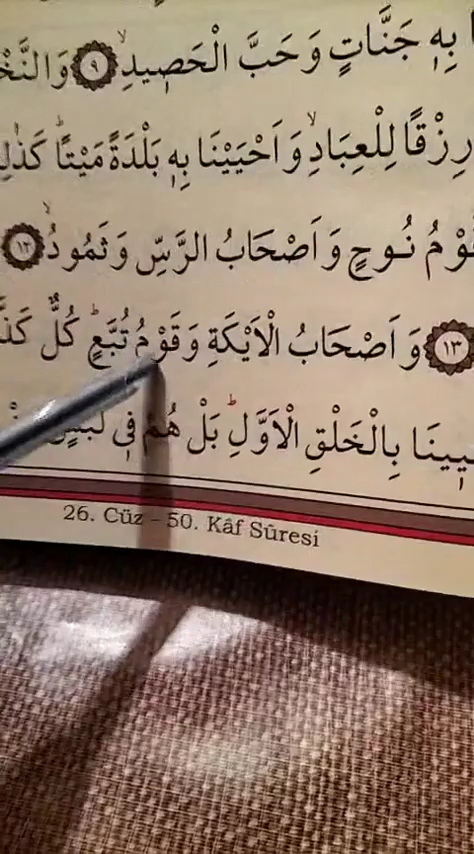 بِهٖ جَنَّاتٍ وَحَبَّ الْحَصٖيدِۙ ﴿٩﴾ وَالنَّخْ
رِزْقًا لِلْعِبَادِۙ وَاَحْيَيْنَا بِهٖ بَلْدَةً مَيْتًاؕ كَذٰلِ
قَوْمُ نُوحٍ وَاَصْحَابُ الرَّسِّ وَثَمُودُۙ ﴿١٢﴾
﴿١٣﴾ وَاَصْحَابُ الْاَيْكَةِ وَقَوْمُ تُبَّعٍؕ كُلٌّ كَذَّ
يٖينَا بِالْخَلْقِ الْاَوَّلِؕ بَلْ هُمْ فٖي لَبْسٍ
26. Cüz - 50. Kâf Sûresi